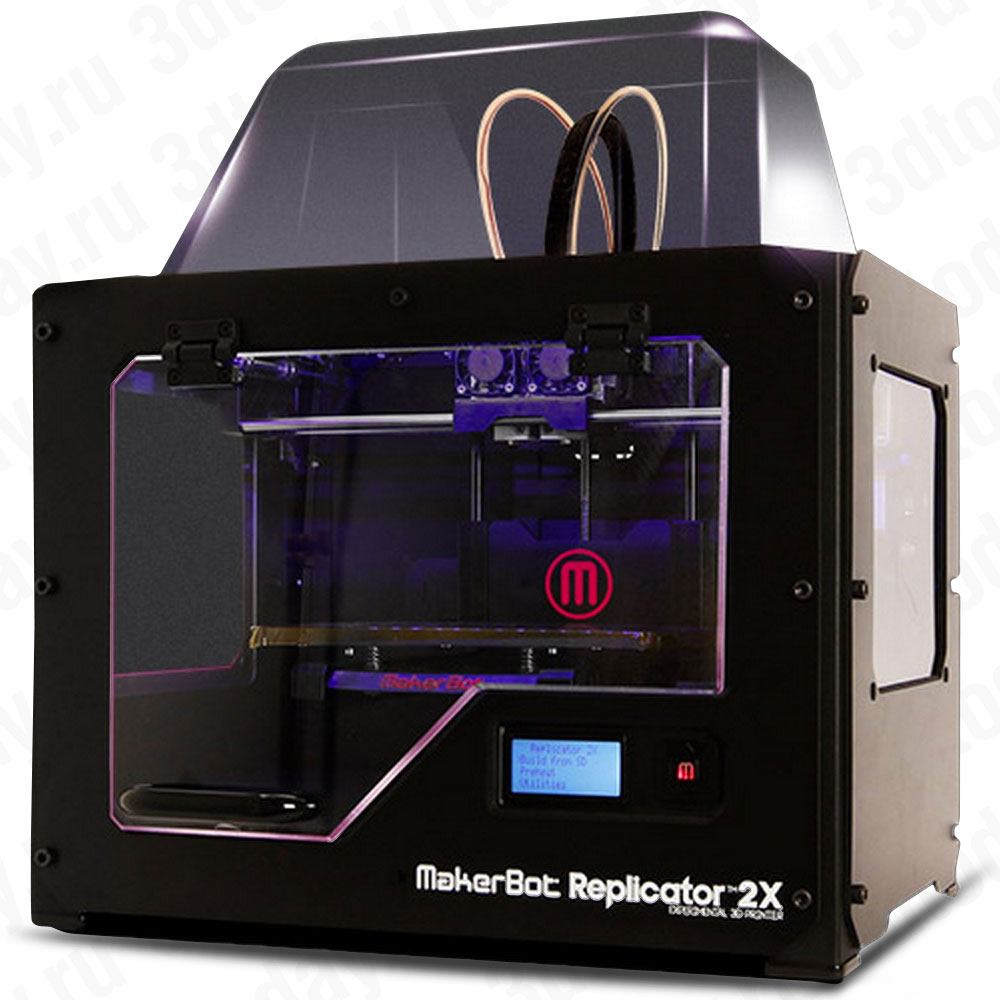 3dtoday.ru
M
MakerBot
Replicator 2X
Build from SD
Preheat
Utilities
M
MakerBot Replicator™ 2X
EXPERIMENTAL 3D PRINTER